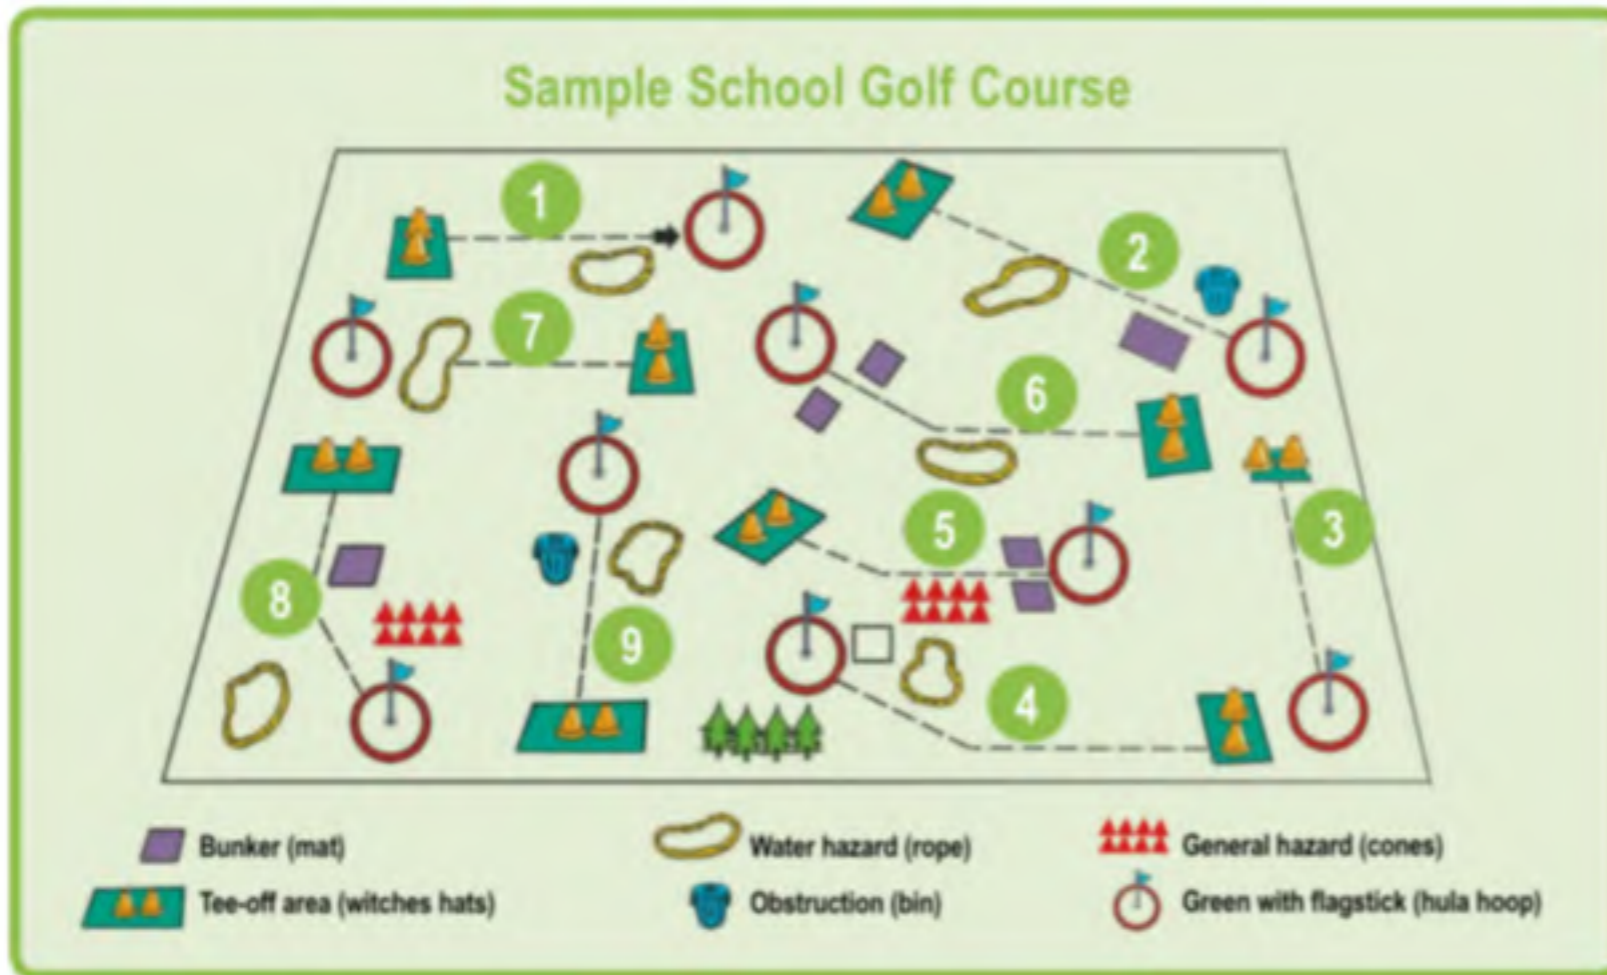 Sample School Golf Course
1
2
7
6
5
3
8
9
4
Bunker (mat)
Water hazard (rope)
General hazard (cones)
Tee-off area (witches hats)
Obstruction (bin)
Green with flagstick (hula hoop)